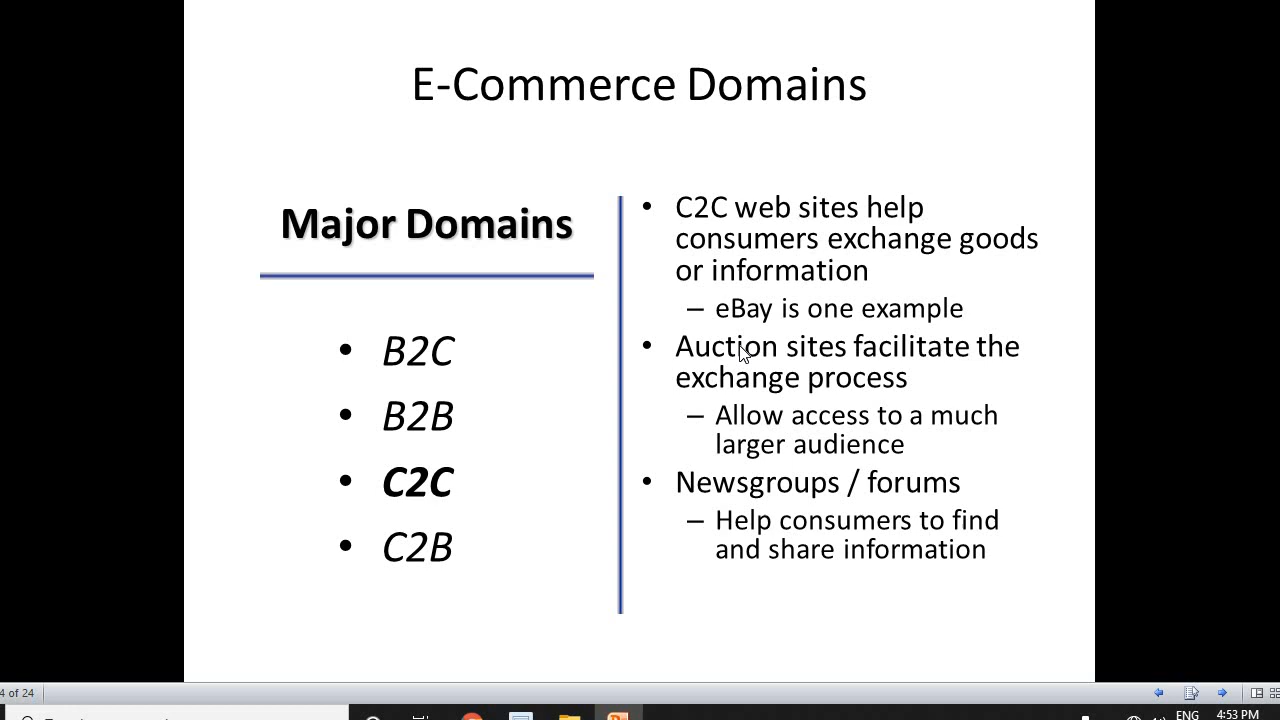 E-Commerce Domains
Major Domains
• B2C
• B2B
• C2C
• C2B
• C2C web sites help
consumers exchange goods
or information
– eBay is one example
• Auction sites facilitate the
exchange process
– Allow access to a much
larger audience
• Newsgroups / forums
– Help consumers to find
and share information
4 of 24
ENG
4:53 PM